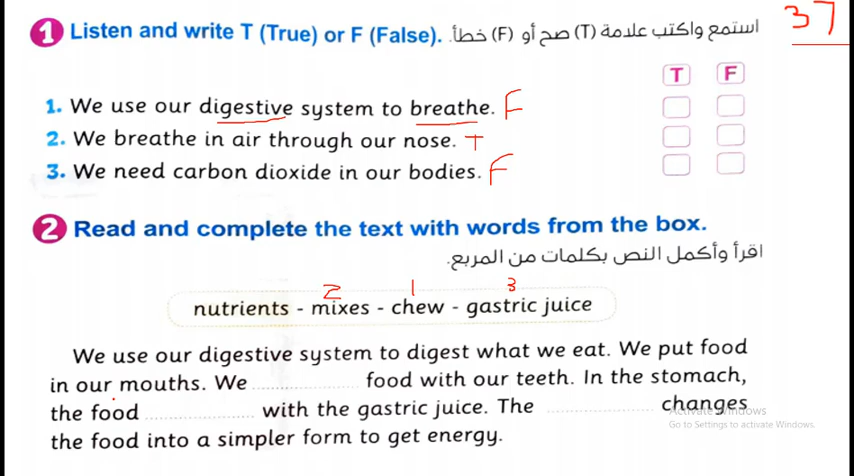 37
1 Listen and write T (True) or F (False). استمع واكتب علامة (T) صح أو (F) خطأ.
T F
1. We use our digestive system to breathe. F
2. We breathe in air through our nose. T
3. We need carbon dioxide in our bodies. F
2 Read and complete the text with words from the box.
اقرأ وأكمل النص بكلمات من المربع.
2 1 3
nutrients - mixes - chew - gastric juice
We use our digestive system to digest what we eat. We put food
in our mouths. We .................... food with our teeth. In the stomach,
the food .................... with the gastric juice. The .................... changes
the food into a simpler form to get energy.
Activate Windows
Go to Settings to activate Windows.